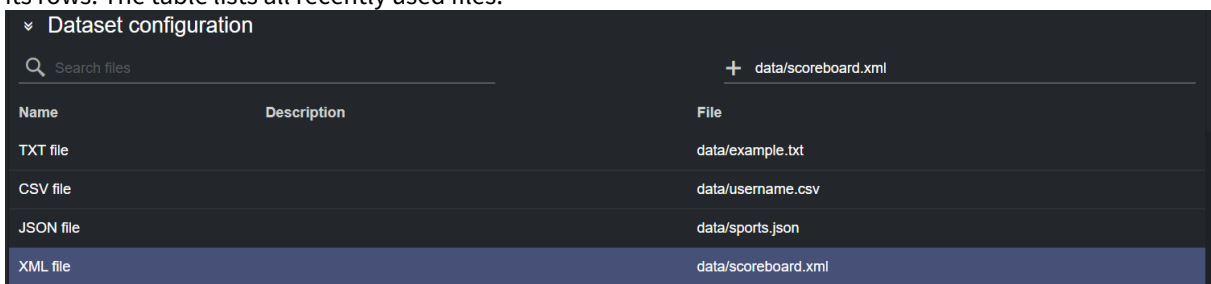 its rows. The table lists all recently used files.
Dataset configuration
Search files
+ data/scoreboard.xml
Name Description File
TXT file data/example.txt
CSV file data/username.csv
JSON file data/sports.json
XML file data/scoreboard.xml